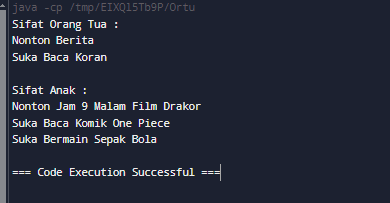 java -cp /tmp/EIXQl5Tb9P/Ortu
Sifat Orang Tua :
Nonton Berita
Suka Baca Koran
Sifat Anak :
Nonton Jam 9 Malam Film Drakor
Suka Baca Komik One Piece
Suka Bermain Sepak Bola
=== Code Execution Successful ===